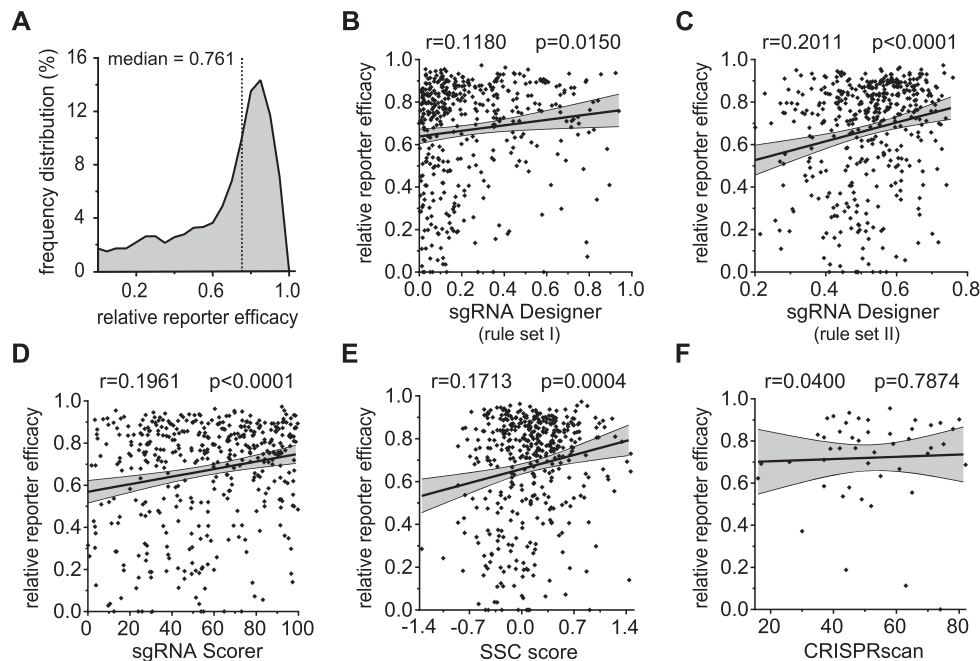 A
median = 0.761
frequency distribution (%)
16
12
8
4
0
0.2
0.6
1.0
relative reporter efficacy
B
r=0.1180 p=0.0150
relative reporter efficacy
1.0
0.8
0.6
0.4
0.2
0.0
0.0 0.2 0.4 0.6 0.8 1.0
sgRNA Designer
(rule set I)
C
r=0.2011 p<0.0001
relative reporter efficacy
1.0
0.8
0.6
0.4
0.2
0.0
0.2 0.4 0.6 0.8
sgRNA Designer
(rule set II)
D
r=0.1961 p<0.0001
relative reporter efficacy
1.0
0.8
0.6
0.4
0.2
0.0
0 20 40 60 80 100
sgRNA Scorer
E
r=0.1713 p=0.0004
relative reporter efficacy
1.0
0.8
0.6
0.4
0.2
0.0
-1.4 -0.7 0.0 0.7 1.4
SSC score
F
r=0.0400 p=0.7874
relative reporter efficacy
1.0
0.8
0.6
0.4
0.2
0.0
20 40 60 80
CRISPRscan